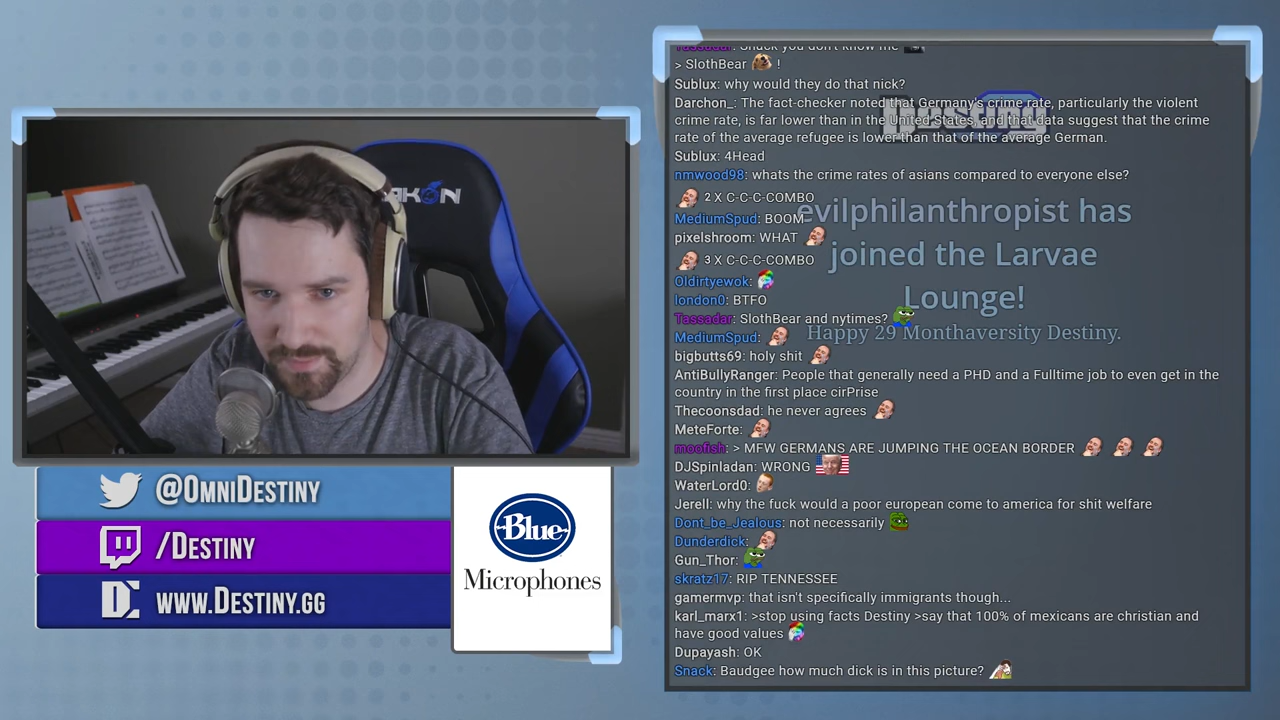 > SlothBear !
Sublux: why would they do that nick?
Darchon_: The fact-checker noted that Germany's crime rate, particularly the violent
crime rate, is far lower than in the United States, and that data suggest that the crime
rate of the average refugee is lower than that of the average German.
Destiny
Sublux: 4Head
nmwood98: whats the crime rates of asians compared to everyone else?
2 X C-C-C-COMBO
MediumSpud: BOOM
pixelshroom: WHAT
3 X C-C-C-COMBO
Oldirtyewok:
london0: BTFO
Tassadar: SlothBear and nytimes?
MediumSpud:
bigbutts69: holy shit
AntiBullyRanger: People that generally need a PHD and a Fulltime job to even get in the
country in the first place cirPrise
Thecoonsdad: he never agrees
MeteForte:
moofish: > MFW GERMANS ARE JUMPING THE OCEAN BORDER
DJSpinladan: WRONG
WaterLord0:
Jerell: why the fuck would a poor european come to america for shit welfare
Dont_be_Jealous: not necessarily
Dunderdick:
Gun_Thor:
skratz17: RIP TENNESSEE
gamermvp: that isn't specifically immigrants though...
karl_marx1: >stop using facts Destiny >say that 100% of mexicans are christian and
have good values
Dupayash: OK
Snack: Baudgee how much dick is in this picture?
evilphilanthropist has
joined the Larvae
Lounge!
Happy 29 Monthaversity Destiny.
@OmniDestiny
/Destiny
www.Destiny.gg
Blue
Microphones